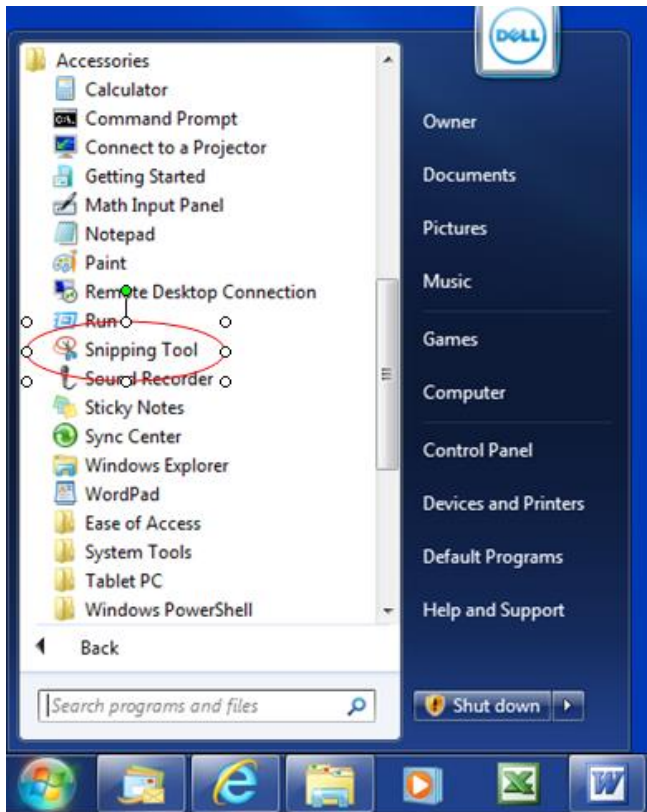 DELL
Accessories
Calculator
Command Prompt
Connect to a Projector
Getting Started
Math Input Panel
Notepad
Paint
Remote Desktop Connection
Run
Snipping Tool
Sound Recorder
Sticky Notes
Sync Center
Windows Explorer
WordPad
Ease of Access
System Tools
Tablet PC
Windows PowerShell
Back
Search programs and files
Owner
Documents
Pictures
Music
Games
Computer
Control Panel
Devices and Printers
Default Programs
Help and Support
Shut down